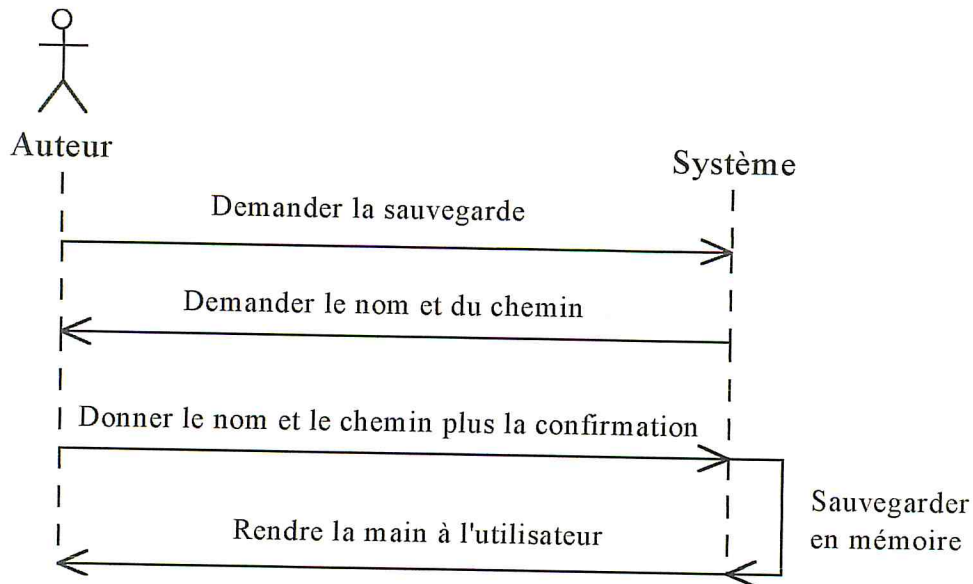 Auteur
Système
Demander la sauvegarde
Demander le nom et du chemin
Donner le nom et le chemin plus la confirmation
Sauvegarder
en mémoire
Rendre la main à l'utilisateur